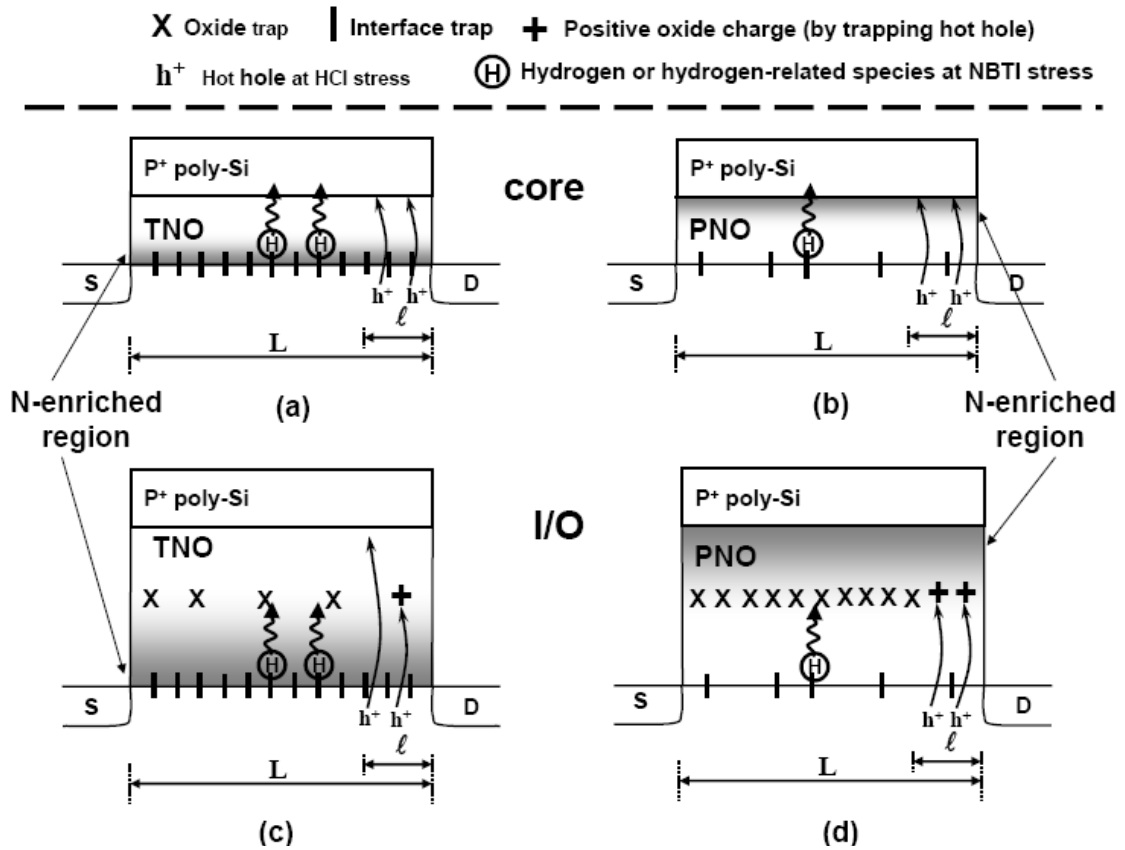 X Oxide trap | Interface trap + Positive oxide charge (by trapping hot hole)
h⁺ Hot hole at HCI stress Ⓗ Hydrogen or hydrogen-related species at NBTI stress
P⁺ poly-Si
TNO
H H
S
h⁺ h⁺
D
ℓ
L
(a)
core
P⁺ poly-Si
PNO
H
S
h⁺ h⁺
D
ℓ
L
(b)
N-enriched
region
N-enriched
region
P⁺ poly-Si
TNO
X X X X +
H H
S
h⁺ h⁺
D
ℓ
L
(c)
I/O
P⁺ poly-Si
PNO
X X X X X X X X X X + +
H
S
h⁺ h⁺
D
ℓ
L
(d)